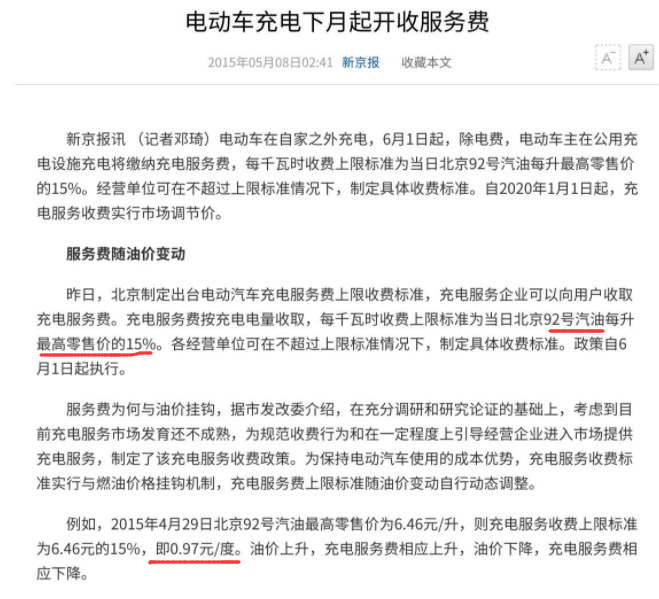 电动车充电下月起开收服务费
2015年05月08日02:41 新京报 收藏本文 A⁻ A⁺
新京报讯 （记者邓琦）电动车在自家之外充电，6月1日起，除电费，电动车主在公用充
电设施充电将缴纳充电服务费，每千瓦时收费上限标准为当日北京92号汽油每升最高零售价
的15%。经营单位可在不超过上限标准情况下，制定具体收费标准。自2020年1月1日起，充
电服务收费实行市场调节价。
服务费随油价变动
昨日，北京制定出台电动汽车充电服务费上限收费标准，充电服务企业可以向用户收取
充电服务费。充电服务费按充电电量收取，每千瓦时收费上限标准为当日北京92号汽油每升
最高零售价的15%。各经营单位可在不超过上限标准情况下，制定具体收费标准。政策自6
月1日起执行。
服务费为何与油价挂钩，据市发改委介绍，在充分调研和研究论证的基础上，考虑到目
前充电服务市场发育还不成熟，为规范收费行为和在一定程度上引导经营企业进入市场提供
充电服务，制定了该充电服务收费政策。为保持电动汽车使用的成本优势，充电服务收费标
准实行与燃油价格挂钩机制，充电服务费上限标准随油价变动自行动态调整。
例如，2015年4月29日北京92号汽油最高零售价为6.46元/升，则充电服务收费上限标准
为6.46元的15%，即0.97元/度。油价上升，充电服务费相应上升，油价下降，充电服务费相
应下降。